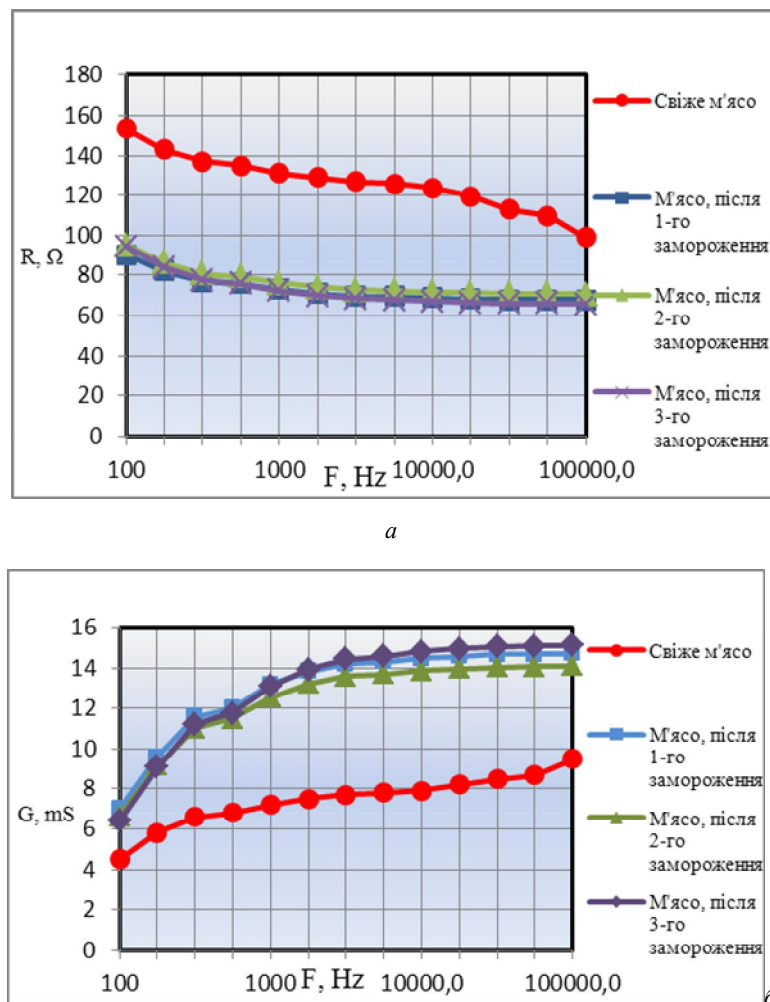 180
160
140
120
100
80
60
40
20
0
R, Ω
100
1000
10000,0
100000,0
F, Hz
Свіже м'ясо
М'ясо, після
1-го
замороження
М'ясо, після
2-го
замороження
М'ясо, після
3-го
замороження
а
16
14
12
10
8
6
4
2
0
G, mS
100
1000
10000,0
100000,0
F, Hz
Свіже м'ясо
М'ясо, після
1-го
замороження
М'ясо, після
2-го
замороження
М'ясо, після
3-го
замороження